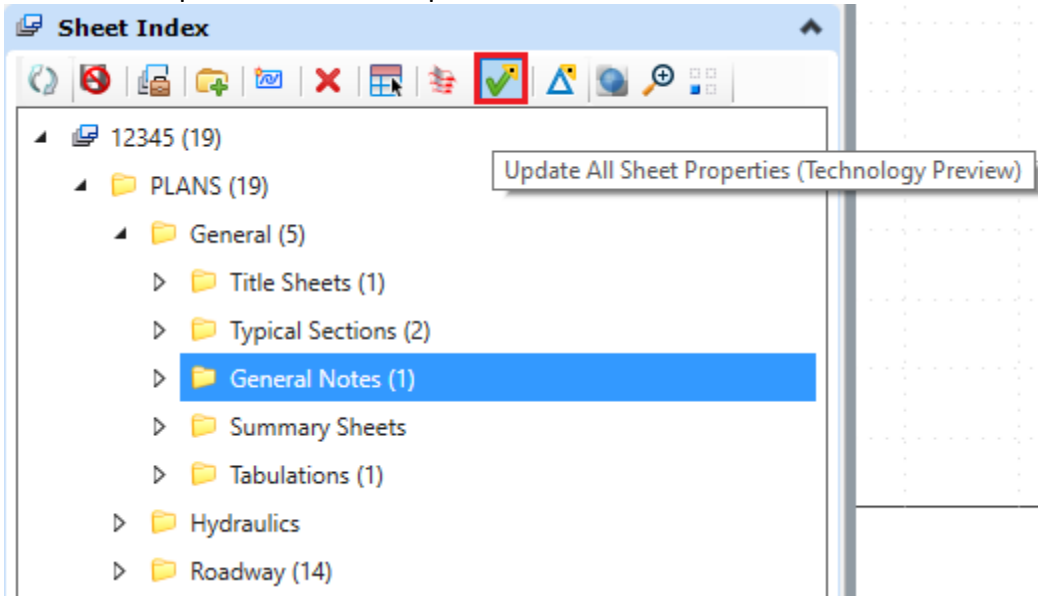 Sheet Index
12345 (19)
Update All Sheet Properties (Technology Preview)
PLANS (19)
General (5)
Title Sheets (1)
Typical Sections (2)
General Notes (1)
Summary Sheets
Tabulations (1)
Hydraulics
Roadway (14)